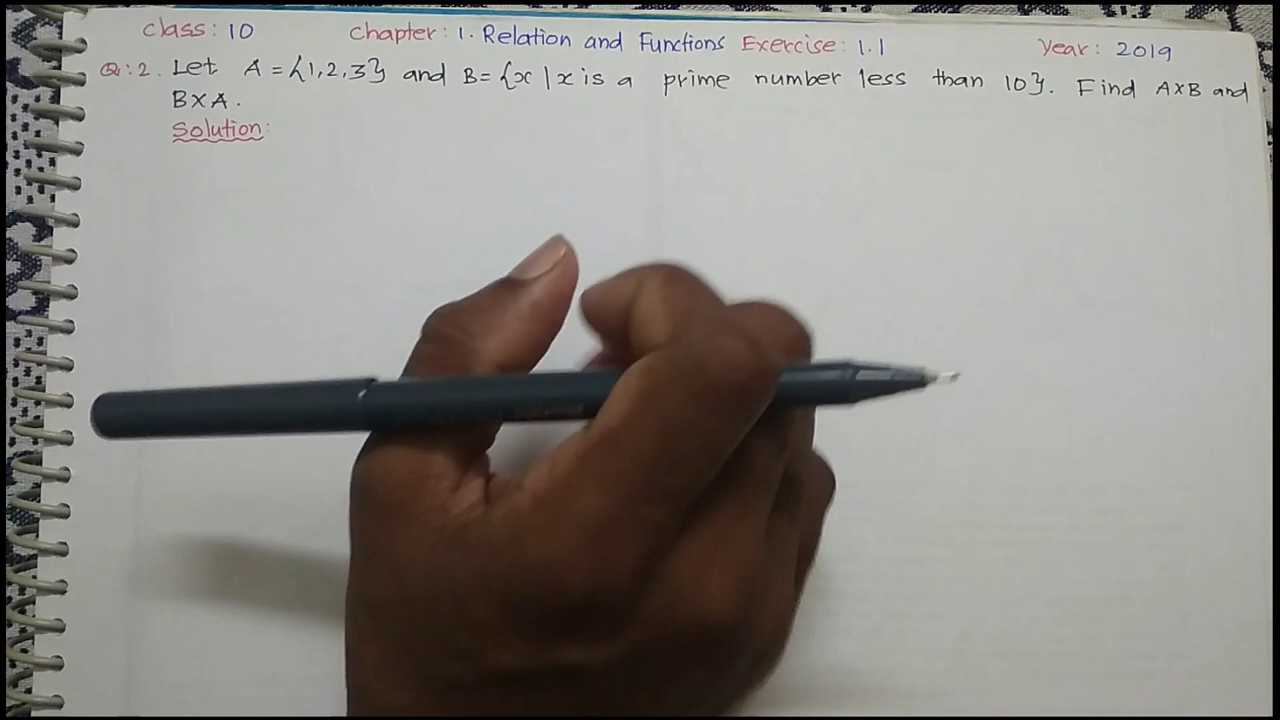 Class: 10 Chapter: 1. Relation and Functions Exercise: 1.1 Year: 2019
Q: 2. Let A = {1,2,3} and B = {x | x is a prime number less than 10}. Find A×B and
B×A.
Solution: